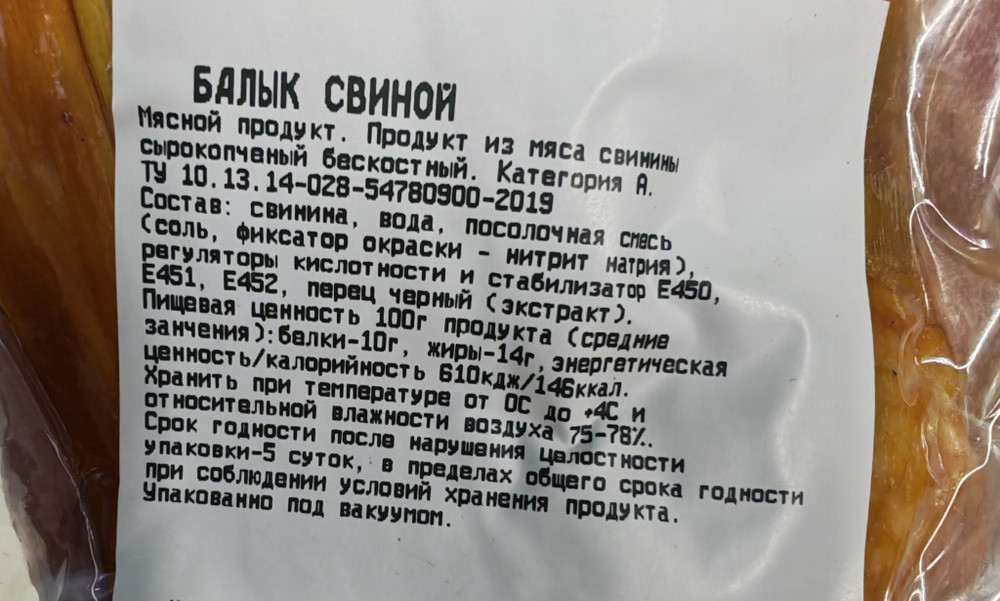 БАЛЫК СВИНОЙ
Мясной продукт. Продукт из мяса свинины
сырокопченый бескостный. Категория А.
ТУ 10.13.14-028-54780900-2019
Состав: свинина, вода, посолочная смесь
(соль, фиксатор окраски - нитрит натрия),
регуляторы кислотности и стабилизатор Е450,
Е451, Е452, перец черный (экстракт).
Пищевая ценность 100г продукта (средние
занчения):белки-10г, жиры-14г,энергетическая
ценность/калорийность 610кдж/146ккал.
Хранить при температуре от 0С до +4С и
относительной влажности воздуха 75-78%.
Срок годности после нарушения целостности
упаковки-5 суток, в пределах общего срока годности
при соблюдении условий хранения продукта.
Упакованно под вакуумом.